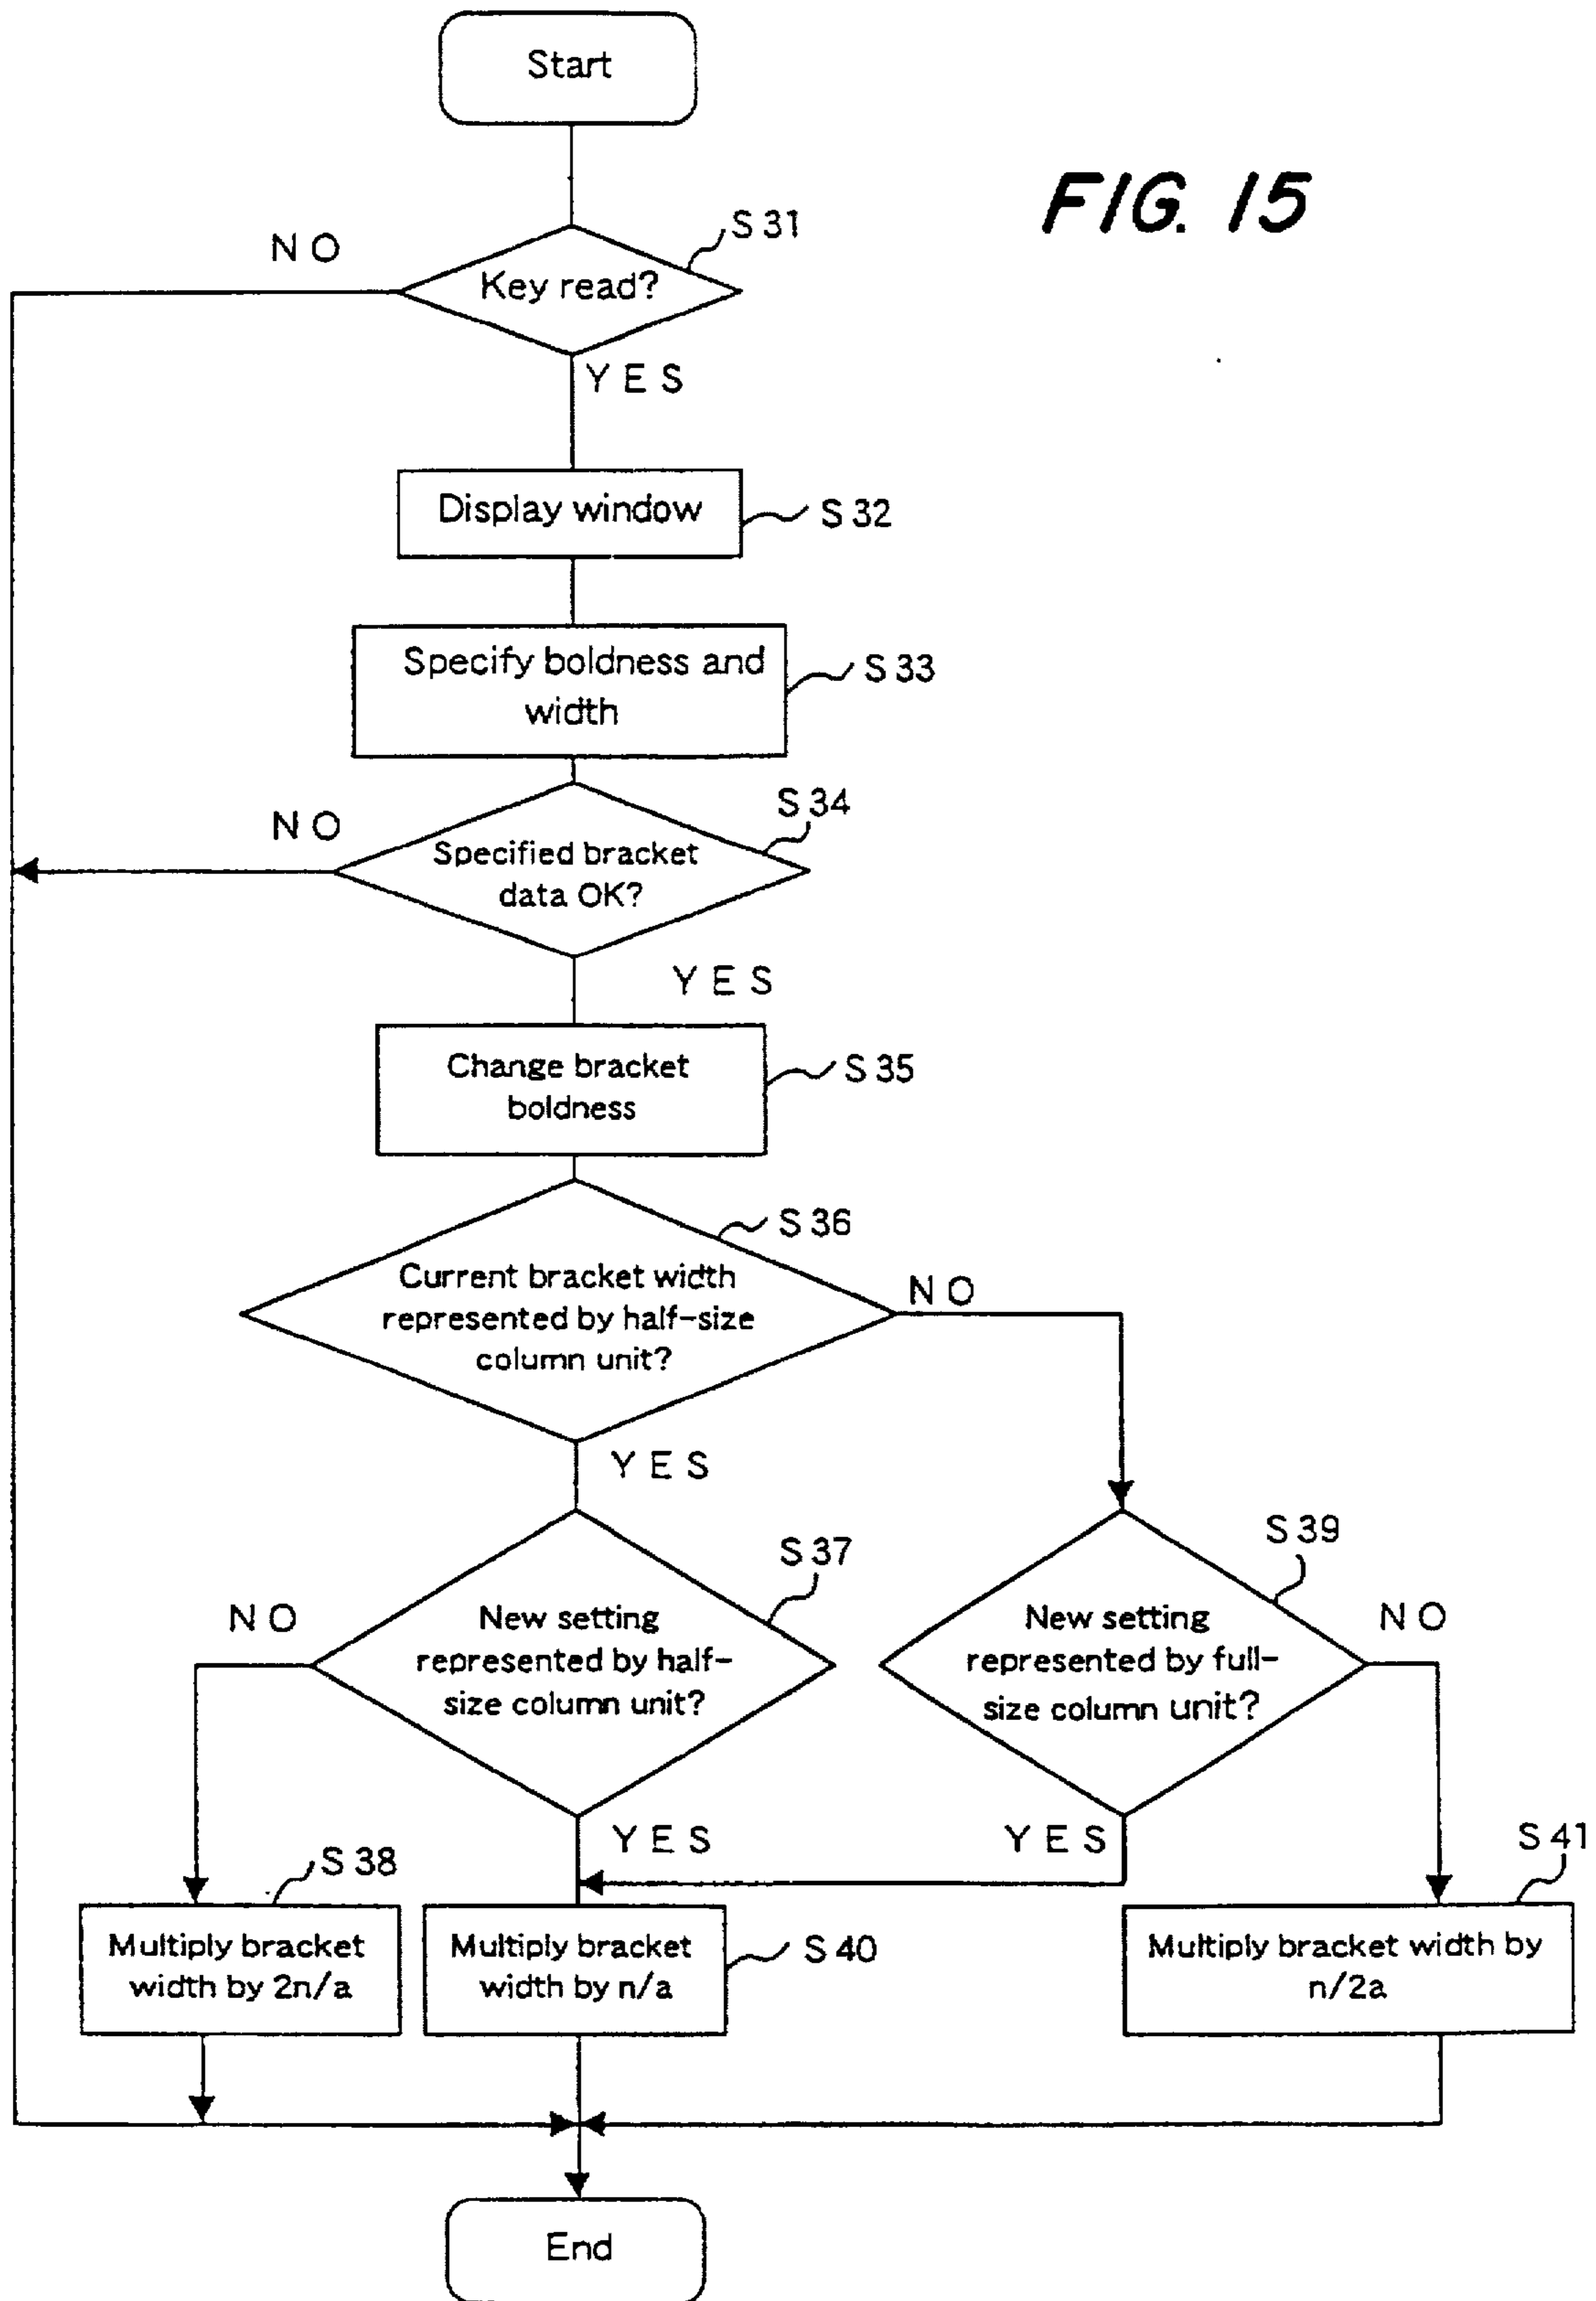 Start
FIG. 15
S31
NO
Key read?
YES
Display window
S32
Specify boldness and
width
S33
S34
NO
Specified bracket
data OK?
YES
Change bracket
boldness
S35
S36
Current bracket width
represented by half-size
column unit?
NO
YES
S37
S39
NO
New setting
represented by half-
size column unit?
New setting
represented by full-
size column unit?
NO
YES
YES
S38
S41
Multiply bracket
width by 2n/a
Multiply bracket
width by n/a
S40
Multiply bracket width by
n/2a
End